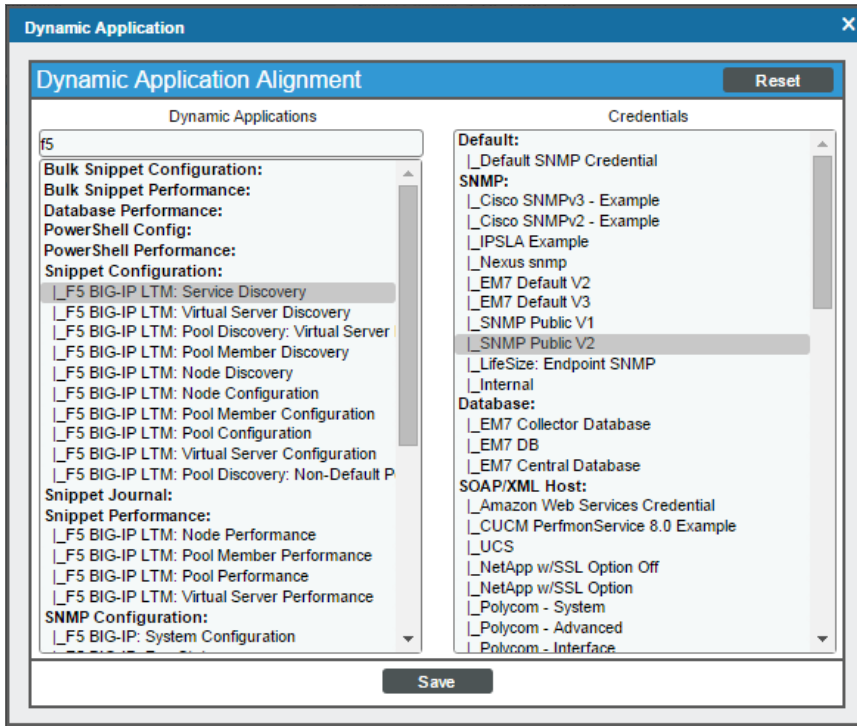 Dynamic Application
Dynamic Application Alignment
Reset
Dynamic Applications
f5
Bulk Snippet Configuration:
Bulk Snippet Performance:
Database Performance:
PowerShell Config:
PowerShell Performance:
Snippet Configuration:
|_F5 BIG-IP LTM: Service Discovery
|_F5 BIG-IP LTM: Virtual Server Discovery
|_F5 BIG-IP LTM: Pool Discovery: Virtual Server
|_F5 BIG-IP LTM: Pool Member Discovery
|_F5 BIG-IP LTM: Node Discovery
|_F5 BIG-IP LTM: Node Configuration
|_F5 BIG-IP LTM: Pool Member Configuration
|_F5 BIG-IP LTM: Pool Configuration
|_F5 BIG-IP LTM: Virtual Server Configuration
|_F5 BIG-IP LTM: Pool Discovery: Non-Default P
Snippet Journal:
Snippet Performance:
|_F5 BIG-IP LTM: Node Performance
|_F5 BIG-IP LTM: Pool Member Performance
|_F5 BIG-IP LTM: Pool Performance
|_F5 BIG-IP LTM: Virtual Server Performance
SNMP Configuration:
|_F5 BIG-IP: System Configuration
Credentials
Default:
|_Default SNMP Credential
SNMP:
|_Cisco SNMPv3 - Example
|_Cisco SNMPv2 - Example
|_IPSLA Example
|_Nexus snmp
|_EM7 Default V2
|_EM7 Default V3
|_SNMP Public V1
|_SNMP Public V2
|_LifeSize: Endpoint SNMP
|_Internal
Database:
|_EM7 Collector Database
|_EM7 DB
|_EM7 Central Database
SOAP/XML Host:
|_Amazon Web Services Credential
|_CUCM PerfmonService 8.0 Example
|_UCS
|_NetApp w/SSL Option Off
|_NetApp w/SSL Option
|_Polycom - System
|_Polycom - Advanced
|_Polycom - Interface
Save